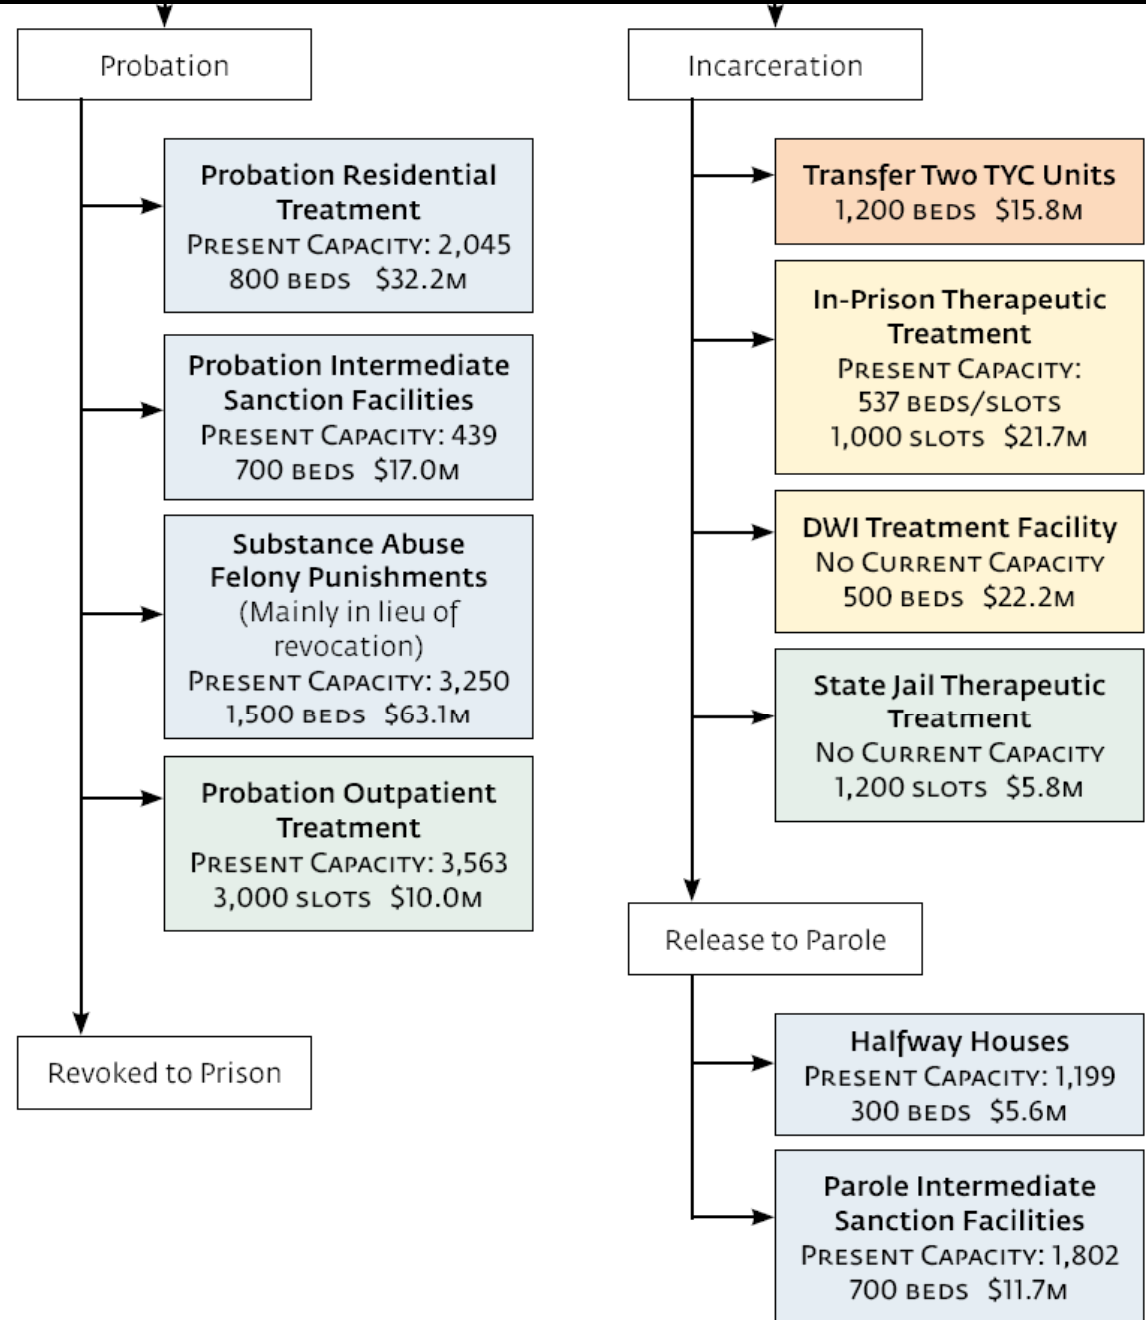 Probation
Probation Residential
Treatment
Present Capacity: 2,045
800 beds $32.2m
Probation Intermediate
Sanction Facilities
Present Capacity: 439
700 beds $17.0m
Substance Abuse
Felony Punishments
(Mainly in lieu of
revocation)
Present Capacity: 3,250
1,500 beds $63.1m
Probation Outpatient
Treatment
Present Capacity: 3,563
3,000 slots $10.0m
Revoked to Prison
Incarceration
Transfer Two TYC Units
1,200 beds $15.8m
In-Prison Therapeutic
Treatment
Present Capacity:
537 beds/slots
1,000 slots $21.7m
DWI Treatment Facility
No Current Capacity
500 beds $22.2m
State Jail Therapeutic
Treatment
No Current Capacity
1,200 slots $5.8m
Release to Parole
Halfway Houses
Present Capacity: 1,199
300 beds $5.6m
Parole Intermediate
Sanction Facilities
Present Capacity: 1,802
700 beds $11.7m